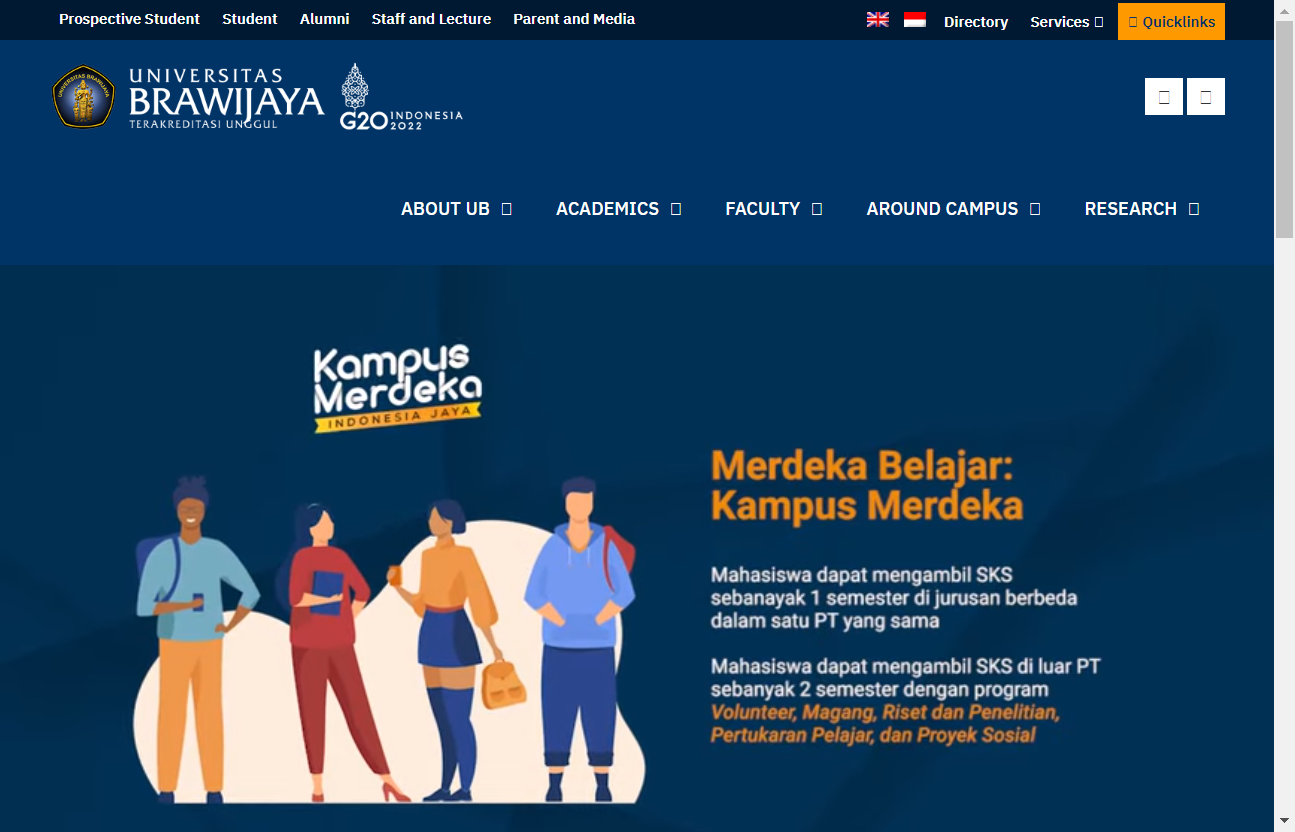 Prospective Student Student Alumni Staff and Lecture Parent and Media Directory Services Quicklinks
UNIVERSITAS
BRAWIJAYA
TERAKREDITASI UNGGUL
UNIVERSITAS BRAWIJAYA
G20 INDONESIA
2022
ABOUT UB ACADEMICS FACULTY AROUND CAMPUS RESEARCH
Kampus
Merdeka
INDONESIA JAYA
Merdeka Belajar:
Kampus Merdeka
Mahasiswa dapat mengambil SKS
sebanayak 1 semester di jurusan berbeda
dalam satu PT yang sama
Mahasiswa dapat mengambil SKS di luar PT
sebanyak 2 semester dengan program
Volunteer, Magang, Riset dan Penelitian,
Pertukaran Pelajar, dan Proyek Sosial